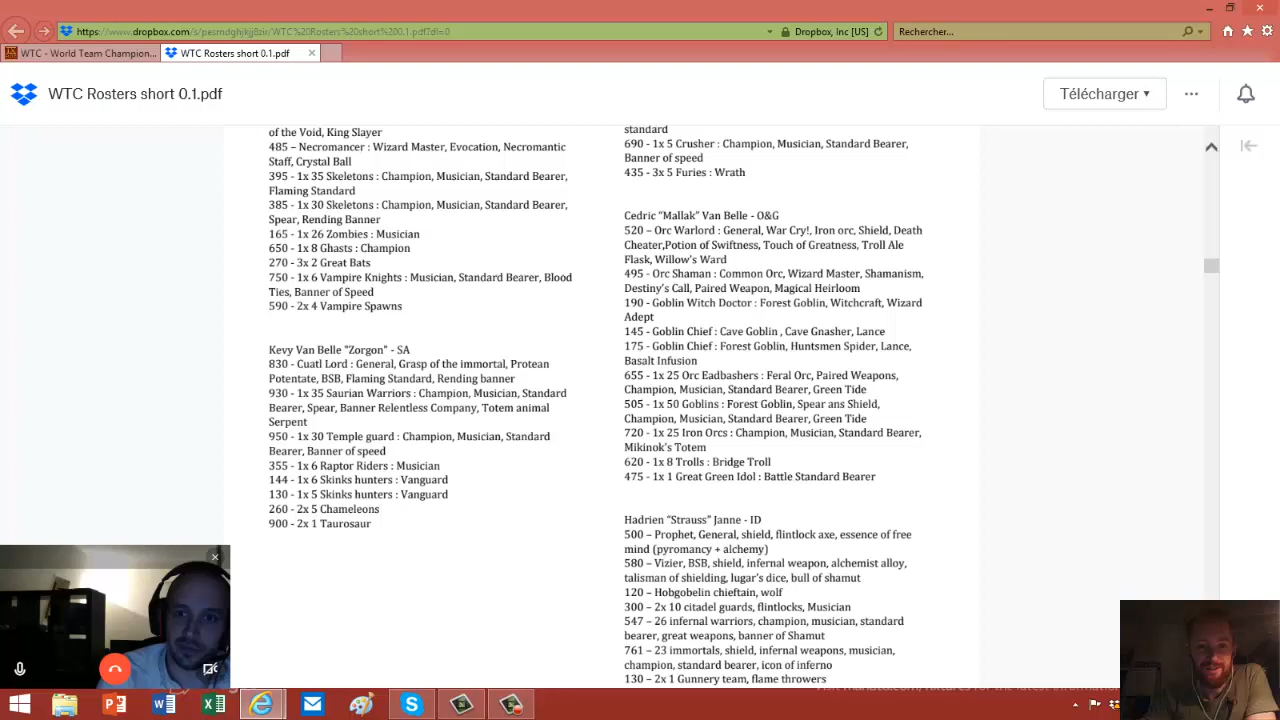 https://www.dropbox.com/s/pesrndghjkjj8zir/WTC%20Rosters%20short%200.1.pdf?dl=0
Dropbox, Inc [US]
Rechercher...
WTC - World Team Champion...
WTC Rosters short 0.1.pdf
WTC Rosters short 0.1.pdf
Télécharger
of the Void, King Slayer
485 – Necromancer : Wizard Master, Evocation, Necromantic
Staff, Crystal Ball
395 - 1x 35 Skeletons : Champion, Musician, Standard Bearer,
Flaming Standard
385 - 1x 30 Skeletons : Champion, Musician, Standard Bearer,
Spear, Rending Banner
165 - 1x 26 Zombies : Musician
650 - 1x 8 Ghasts : Champion
270 - 3x 2 Great Bats
750 - 1x 6 Vampire Knights : Musician, Standard Bearer, Blood
Ties, Banner of Speed
590 - 2x 4 Vampire Spawns
Kevy Van Belle "Zorgon" - SA
830 - Cuatl Lord : General, Grasp of the immortal, Protean
Potentate, BSB, Flaming Standard, Rending banner
930 - 1x 35 Saurian Warriors : Champion, Musician, Standard
Bearer, Spear, Banner Relentless Company, Totem animal
Serpent
950 - 1x 30 Temple guard : Champion, Musician, Standard
Bearer, Banner of speed
355 - 1x 6 Raptor Riders : Musician
144 - 1x 6 Skinks hunters : Vanguard
130 - 1x 5 Skinks hunters : Vanguard
260 - 2x 5 Chameleons
900 - 2x 1 Taurosaur
standard
690 - 1x 5 Crusher : Champion, Musician, Standard Bearer,
Banner of speed
435 - 3x 5 Furies : Wrath
Cedric “Mallak” Van Belle - O&G
520 – Orc Warlord : General, War Cry!, Iron orc, Shield, Death
Cheater,Potion of Swiftness, Touch of Greatness, Troll Ale
Flask, Willow's Ward
495 - Orc Shaman : Common Orc, Wizard Master, Shamanism,
Destiny's Call, Paired Weapon, Magical Heirloom
190 - Goblin Witch Doctor : Forest Goblin, Witchcraft, Wizard
Adept
145 - Goblin Chief : Cave Goblin , Cave Gnasher, Lance
175 - Goblin Chief : Forest Goblin, Huntsmen Spider, Lance,
Basalt Infusion
655 - 1x 25 Orc Eadbashers : Feral Orc, Paired Weapons,
Champion, Musician, Standard Bearer, Green Tide
505 - 1x 50 Goblins : Forest Goblin, Spear ans Shield,
Champion, Musician, Standard Bearer, Green Tide
720 - 1x 25 Iron Orcs : Champion, Musician, Standard Bearer,
Mikinok's Totem
620 - 1x 8 Trolls : Bridge Troll
475 - 1x 1 Great Green Idol : Battle Standard Bearer
Hadrien “Strauss” Janne - ID
500 – Prophet, General, shield, flintlock axe, essence of free
mind (pyromancy + alchemy)
580 – Vizier, BSB, shield, infernal weapon, alchemist alloy,
talisman of shielding, lugar's dice, bull of shamut
120 – Hobgobelin chieftain, wolf
300 – 2x 10 citadel guards, flintlocks, Musician
547 - 26 infernal warriors, champion, musician, standard
bearer, great weapons, banner of Shamut
761 – 23 immortals, shield, infernal weapons, musician,
champion, standard bearer, icon of inferno
130 – 2x 1 Gunnery team, flame throwers